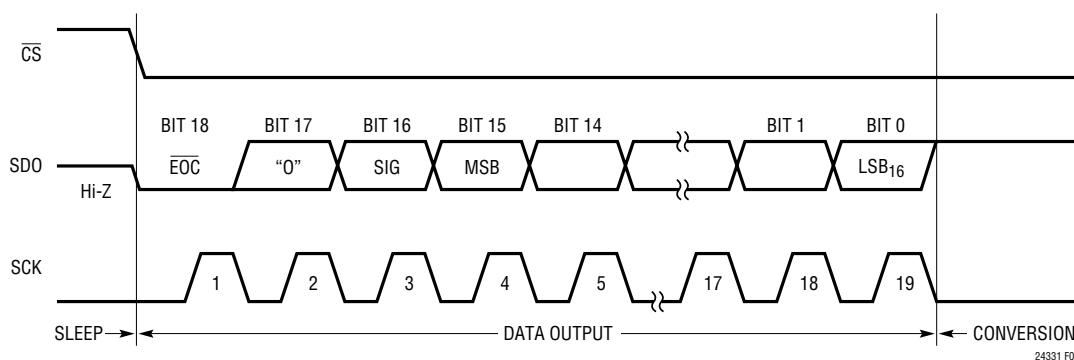 CS
BIT 18 BIT 17 BIT 16 BIT 15 BIT 14 BIT 1 BIT 0
SDO EOC “0” SIG MSB LSB16
Hi-Z
SCK 1 2 3 4 5 17 18 19
SLEEP DATA OUTPUT CONVERSION
24331 F0